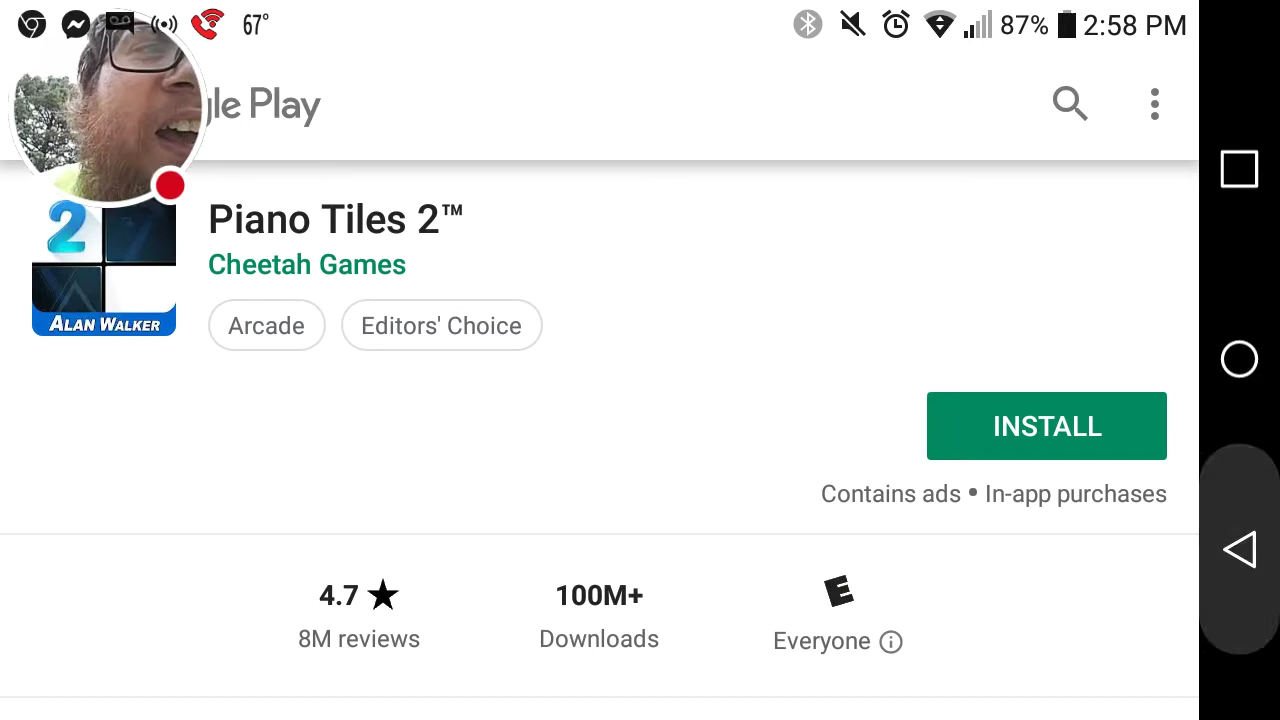 67°
87% 2:58 PM
gle Play
2
Piano Tiles 2™
Cheetah Games
ALAN WALKER
Arcade
Editors' Choice
INSTALL
Contains ads • In-app purchases
4.7 ★
100M+
E
8M reviews
Downloads
Everyone